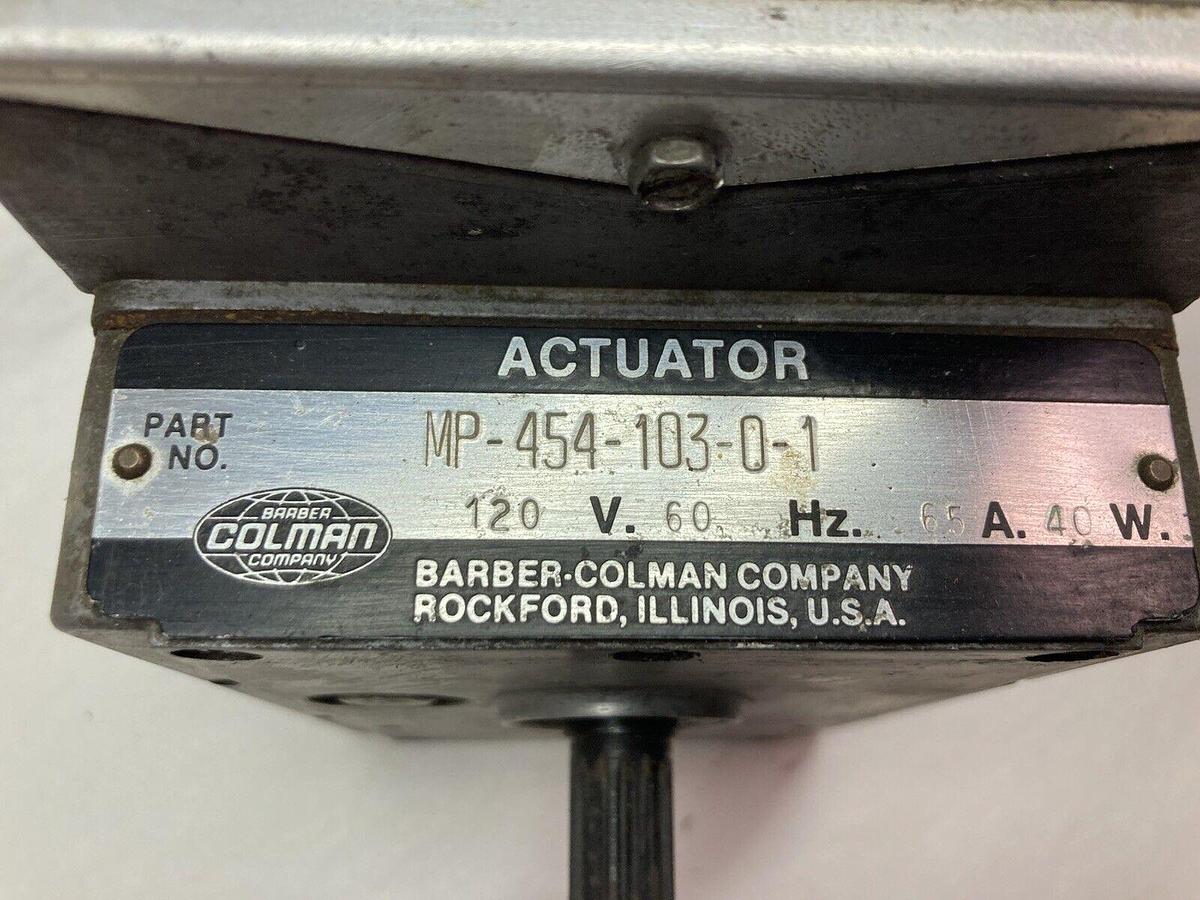 ACTUATOR
PART NO.
MP-454-103-0-1
120 V. 60 Hz. 65 A. 40 W.
BARBER
COLMAN
COMPANY
BARBER-COLMAN COMPANY
ROCKFORD, ILLINOIS, U.S.A.